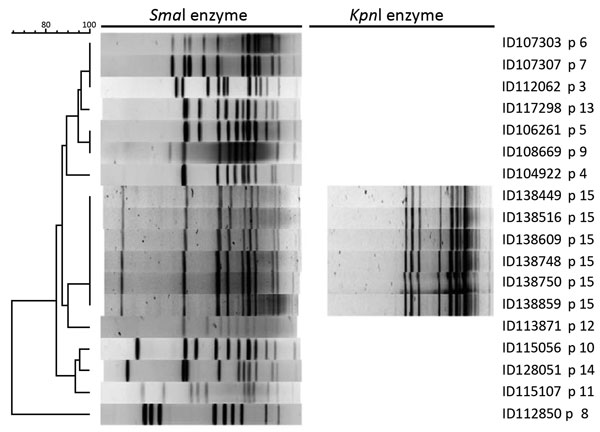 SmaI enzyme KpnI enzyme
80 100
ID107303 p 6
ID107307 p 7
ID112062 p 3
ID117298 p 13
ID106261 p 5
ID108669 p 9
ID104922 p 4
ID138449 p 15
ID138516 p 15
ID138609 p 15
ID138748 p 15
ID138750 p 15
ID138859 p 15
ID113871 p 12
ID115056 p 10
ID128051 p 14
ID115107 p 11
ID112850 p 8